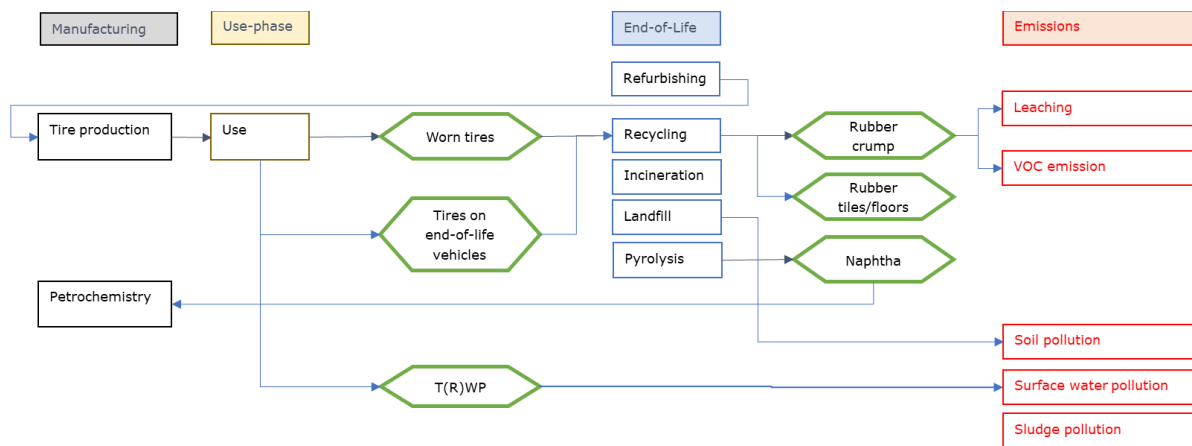 Manufacturing
Use-phase
End-of-Life
Emissions
Refurbishing
Tire production
Use
Worn tires
Recycling
Rubber
crump
Leaching
VOC emission
Incineration
Rubber
tiles/floors
Tires on
end-of-life
vehicles
Landfill
Pyrolysis
Naphtha
Petrochemistry
Soil pollution
T(R)WP
Surface water pollution
Sludge pollution